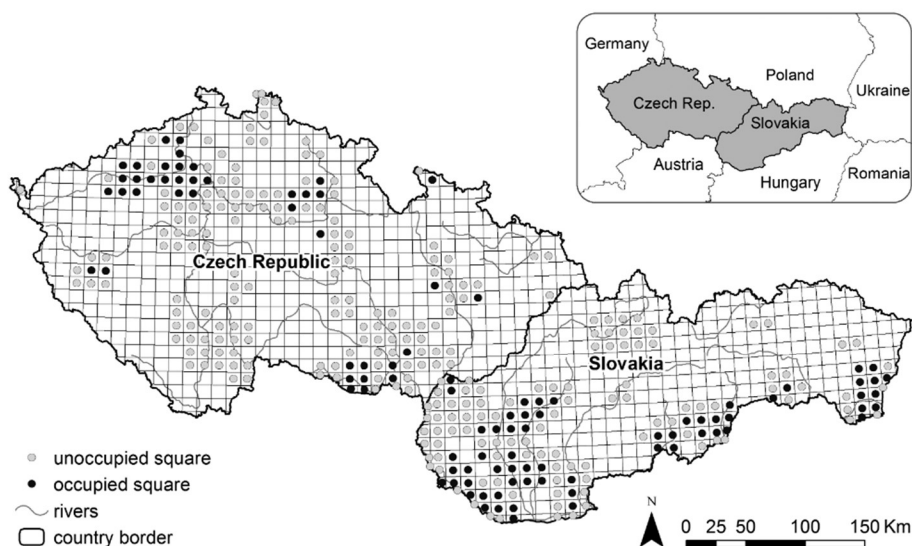 Germany
Poland
Ukraine
Czech Rep.
Slovakia
Austria
Hungary
Romania
Czech Republic
Slovakia
unoccupied square
occupied square
rivers
country border
N
0 25 50 100 150 Km